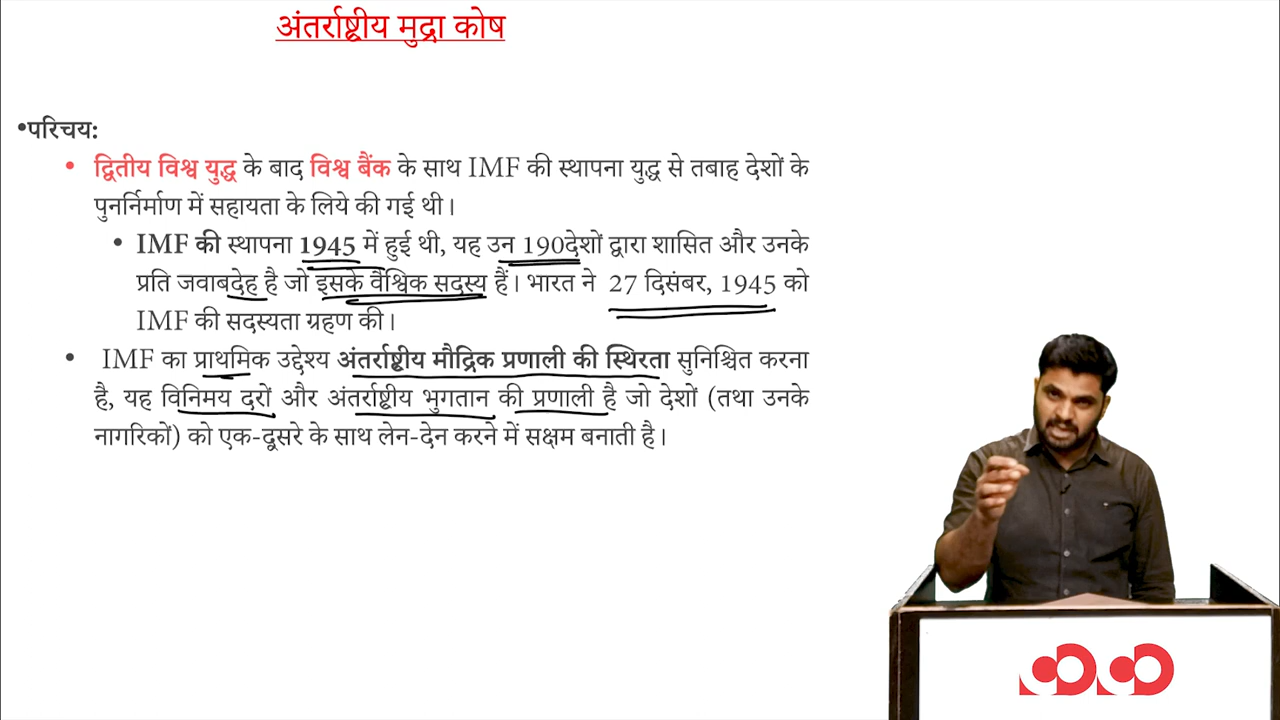 अंतर्राष्ट्रीय मुद्रा कोष
•परिचय:
• द्वितीय विश्व युद्ध के बाद विश्व बैंक के साथ IMF की स्थापना युद्ध से तबाह देशों के
पुनर्निर्माण में सहायता के लिये की गई थी।
• IMF की स्थापना 1945 में हुई थी, यह उन 190देशों द्वारा शासित और उनके
प्रति जवाबदेह है जो इसके वैश्विक सदस्य हैं। भारत ने 27 दिसंबर, 1945 को
IMF की सदस्यता ग्रहण की।
• IMF का प्राथमिक उद्देश्य अंतर्राष्ट्रीय मौद्रिक प्रणाली की स्थिरता सुनिश्चित करना
है, यह विनिमय दरों और अंतर्राष्ट्रीय भुगतान की प्रणाली है जो देशों (तथा उनके
नागरिकों) को एक-दूसरे के साथ लेन-देन करने में सक्षम बनाती है।